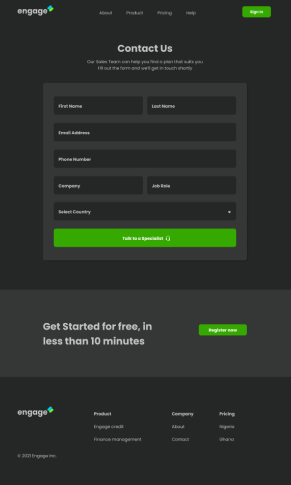 engage
About Product Pricing Help
Sign In
Contact Us
Our Sales Team can help you find a plan that suits you
Fill out the form and we'll get in touch shortly
First Name
Last Name
Email Address
Phone Number
Company
Job Role
Select Country
Talk to a Specialist
Get Started for free, in
less than 10 minutes
Register now
engage
Product Company Pricing
Engage credit About Nigeria
Finance management Contact Ghana
© 2021 Engage Inc.